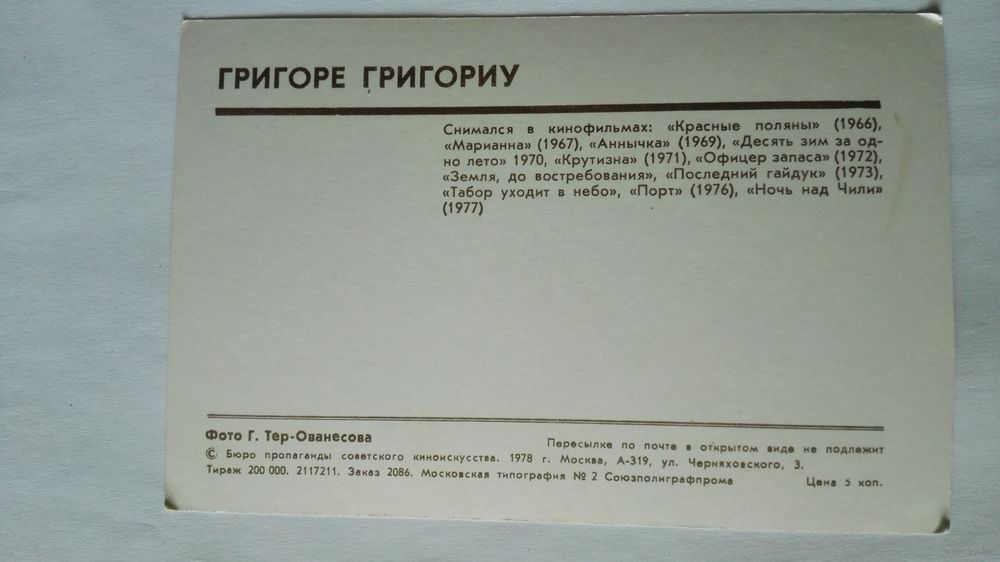 ГРИГОРЕ ГРИГОРИУ
Снимался в кинофильмах: «Красные поляны» (1966),
«Марианна» (1967), «Аннычка» (1969), «Десять зим за од-
но лето» 1970, «Крутизна» (1971), «Офицер запаса» (1972),
«Земля, до востребования», «Последний гайдук» (1973),
«Табор уходит в небо», «Порт» (1976), «Ночь над Чили»
(1977)
Фото Г. Тер-Ованесова
Пересылке по почте в открытом виде не подлежит
© Бюро пропаганды советского киноискусства. 1978 г. Москва, А-319, ул. Черняховского, 3.
Тираж 200 000. 2117211. Заказ 2086. Московская типография № 2 Союзполиграфпрома
Цена 5 коп.